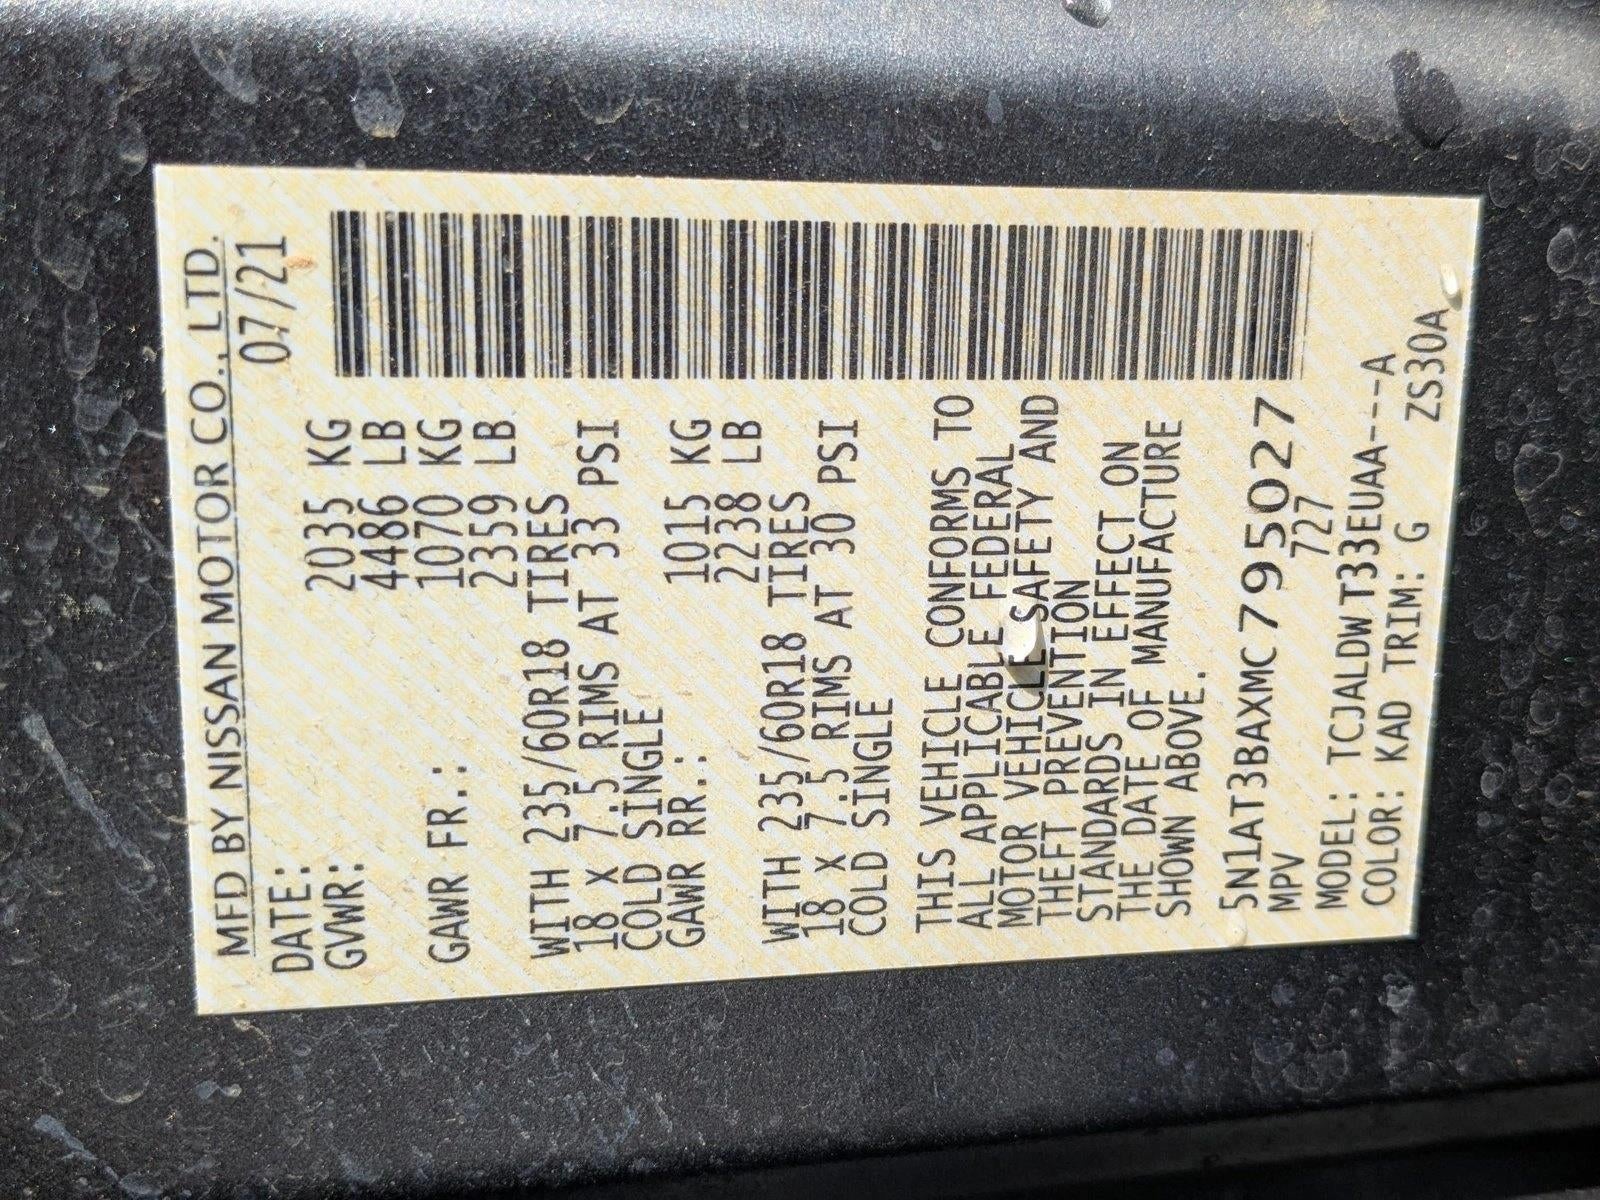 MFD BY NISSAN MOTOR CO., LTD.
DATE: 07/21
GVWR: 2035 KG
4486 LB
GAWR FR.: 1070 KG
2359 LB
WITH 235/60R18 TIRES
18 X 7.5 RIMS AT 33 PSI
COLD SINGLE
GAWR RR.: 1015 KG
2238 LB
WITH 235/60R18 TIRES
18 X 7.5 RIMS AT 30 PSI
COLD SINGLE
THIS VEHICLE CONFORMS TO
ALL APPLICABLE FEDERAL
MOTOR VEHICLE SAFETY AND
THEFT PREVENTION
STANDARDS IN EFFECT ON
THE DATE OF MANUFACTURE
SHOWN ABOVE.
5N1AT3BAXMC795027
MPV 727
MODEL: TCJALDWT33EUAA---A
COLOR: KAD TRIM: G ZS30A